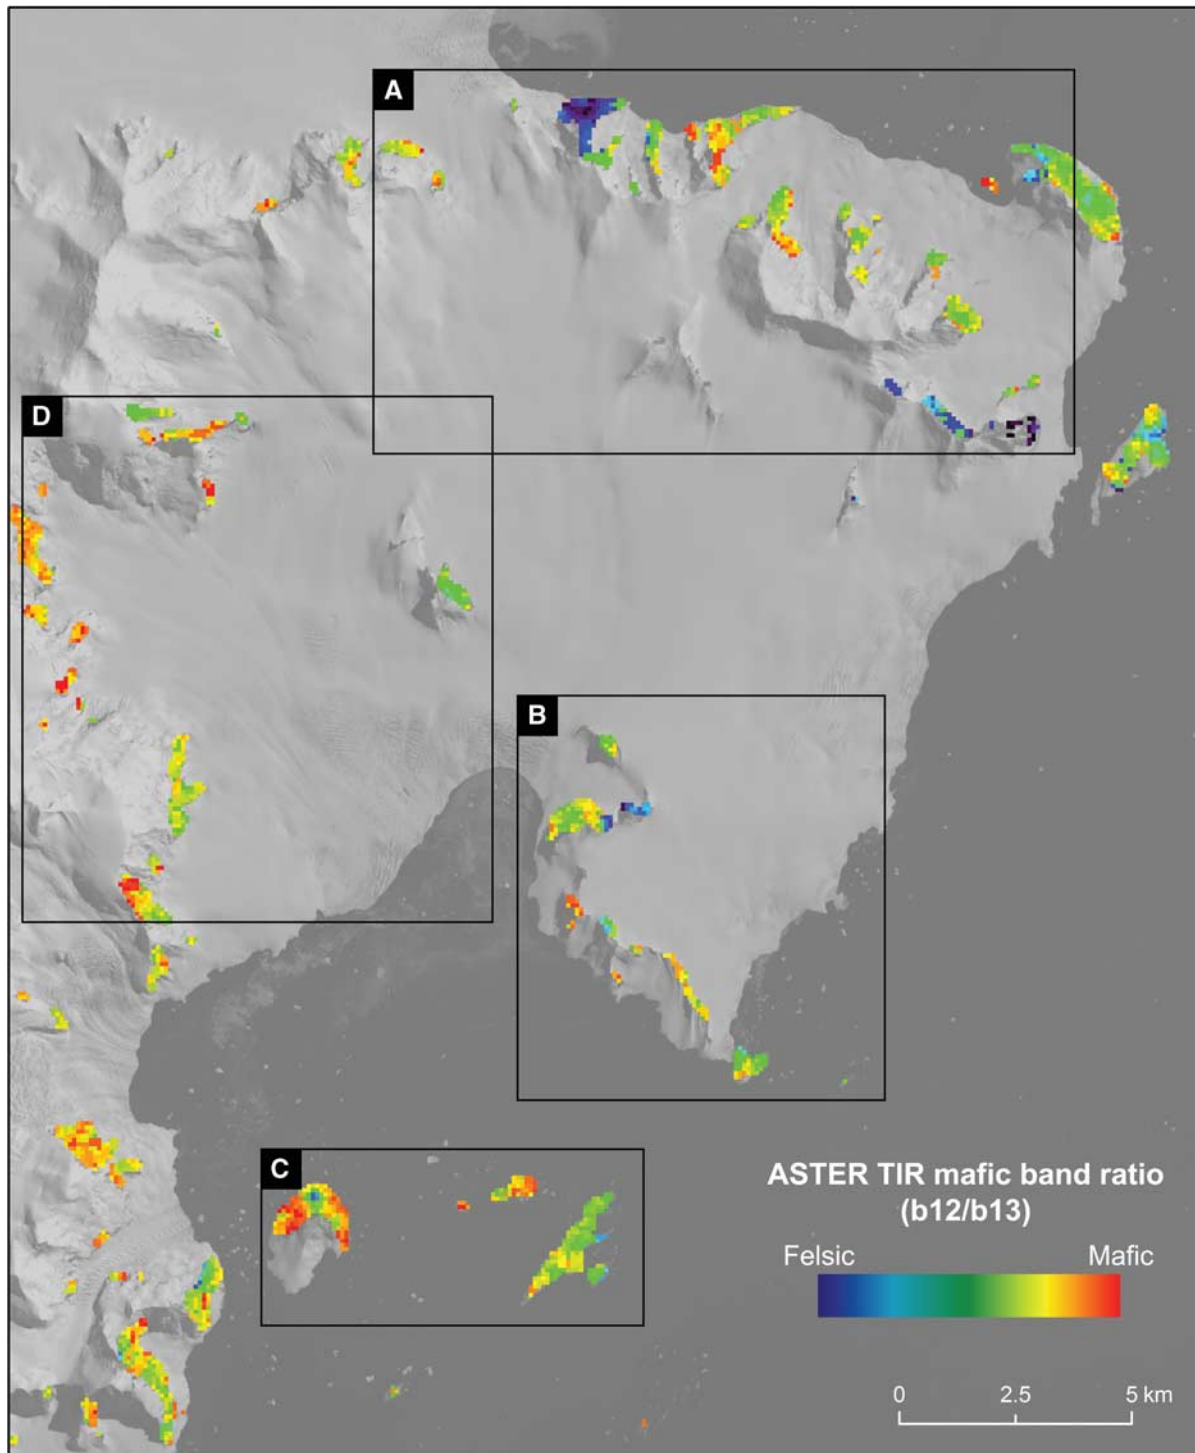 A
D
B
C
ASTER TIR mafic band ratio
(b12/b13)
Felsic Mafic
0 2.5 5 km